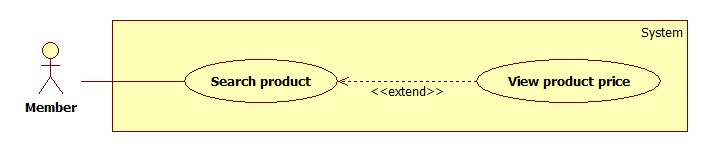 System
Search product
View product price
<<extend>>
Member